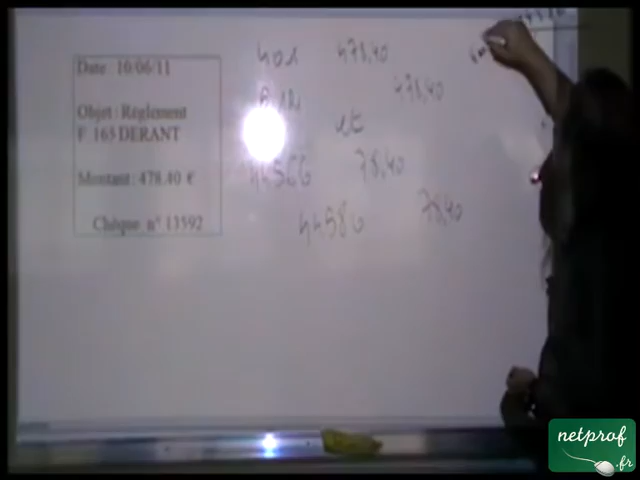 Date : 10/06/11
Objet : Règlement
F 165 DERANT
Montant : 478.40 €
Chèque n° 13592
401 478,40
512 478,40
et
44566 78,40
44586 78,40
netprof
.fr